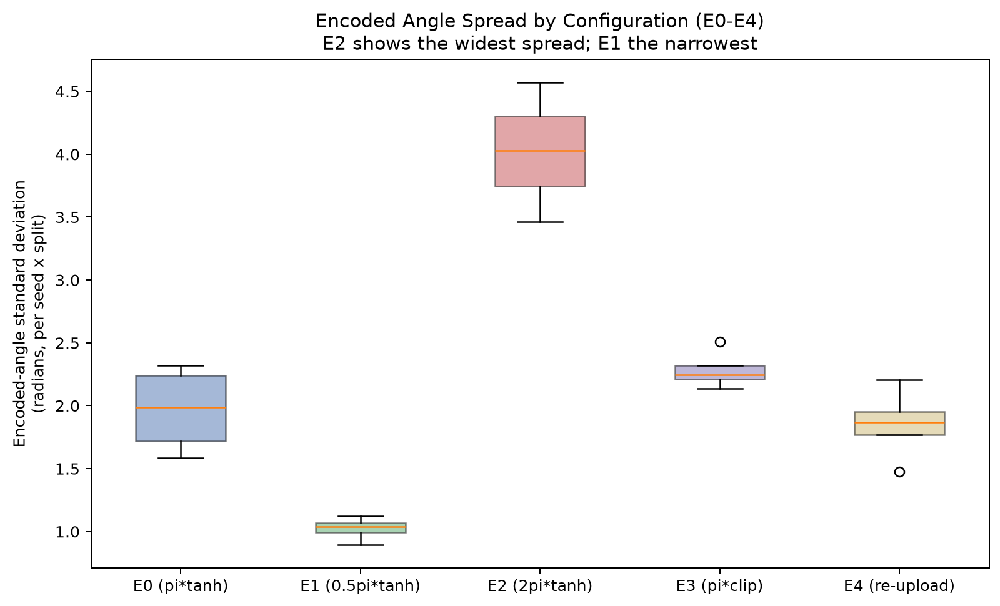 Encoded Angle Spread by Configuration (E0-E4)
E2 shows the widest spread; E1 the narrowest
Encoded-angle standard deviation
(radians, per seed x split)
4.5
4.0
3.5
3.0
2.5
2.0
1.5
1.0
E0 (pi*tanh)
E1 (0.5pi*tanh)
E2 (2pi*tanh)
E3 (pi*clip)
E4 (re-upload)